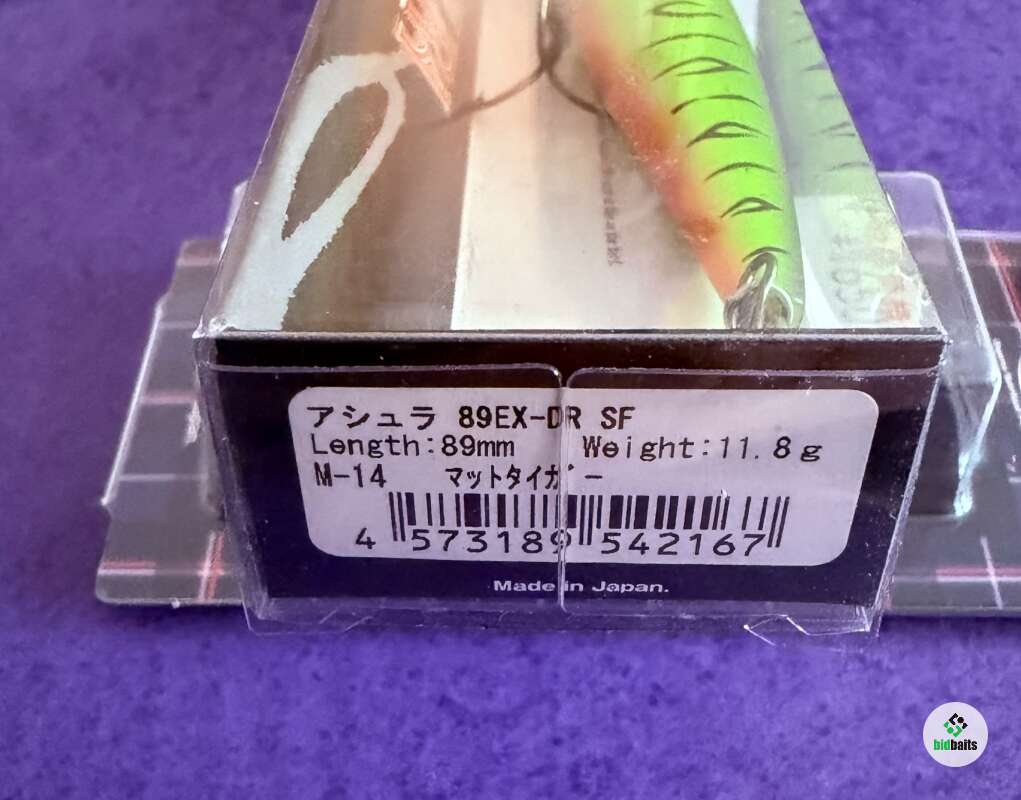 アシュラ 89EX-DR SF
Length:89mm Weight:11.8g
M-14 マットタイガー
4 573189 542167
Made in Japan.
bidbaits